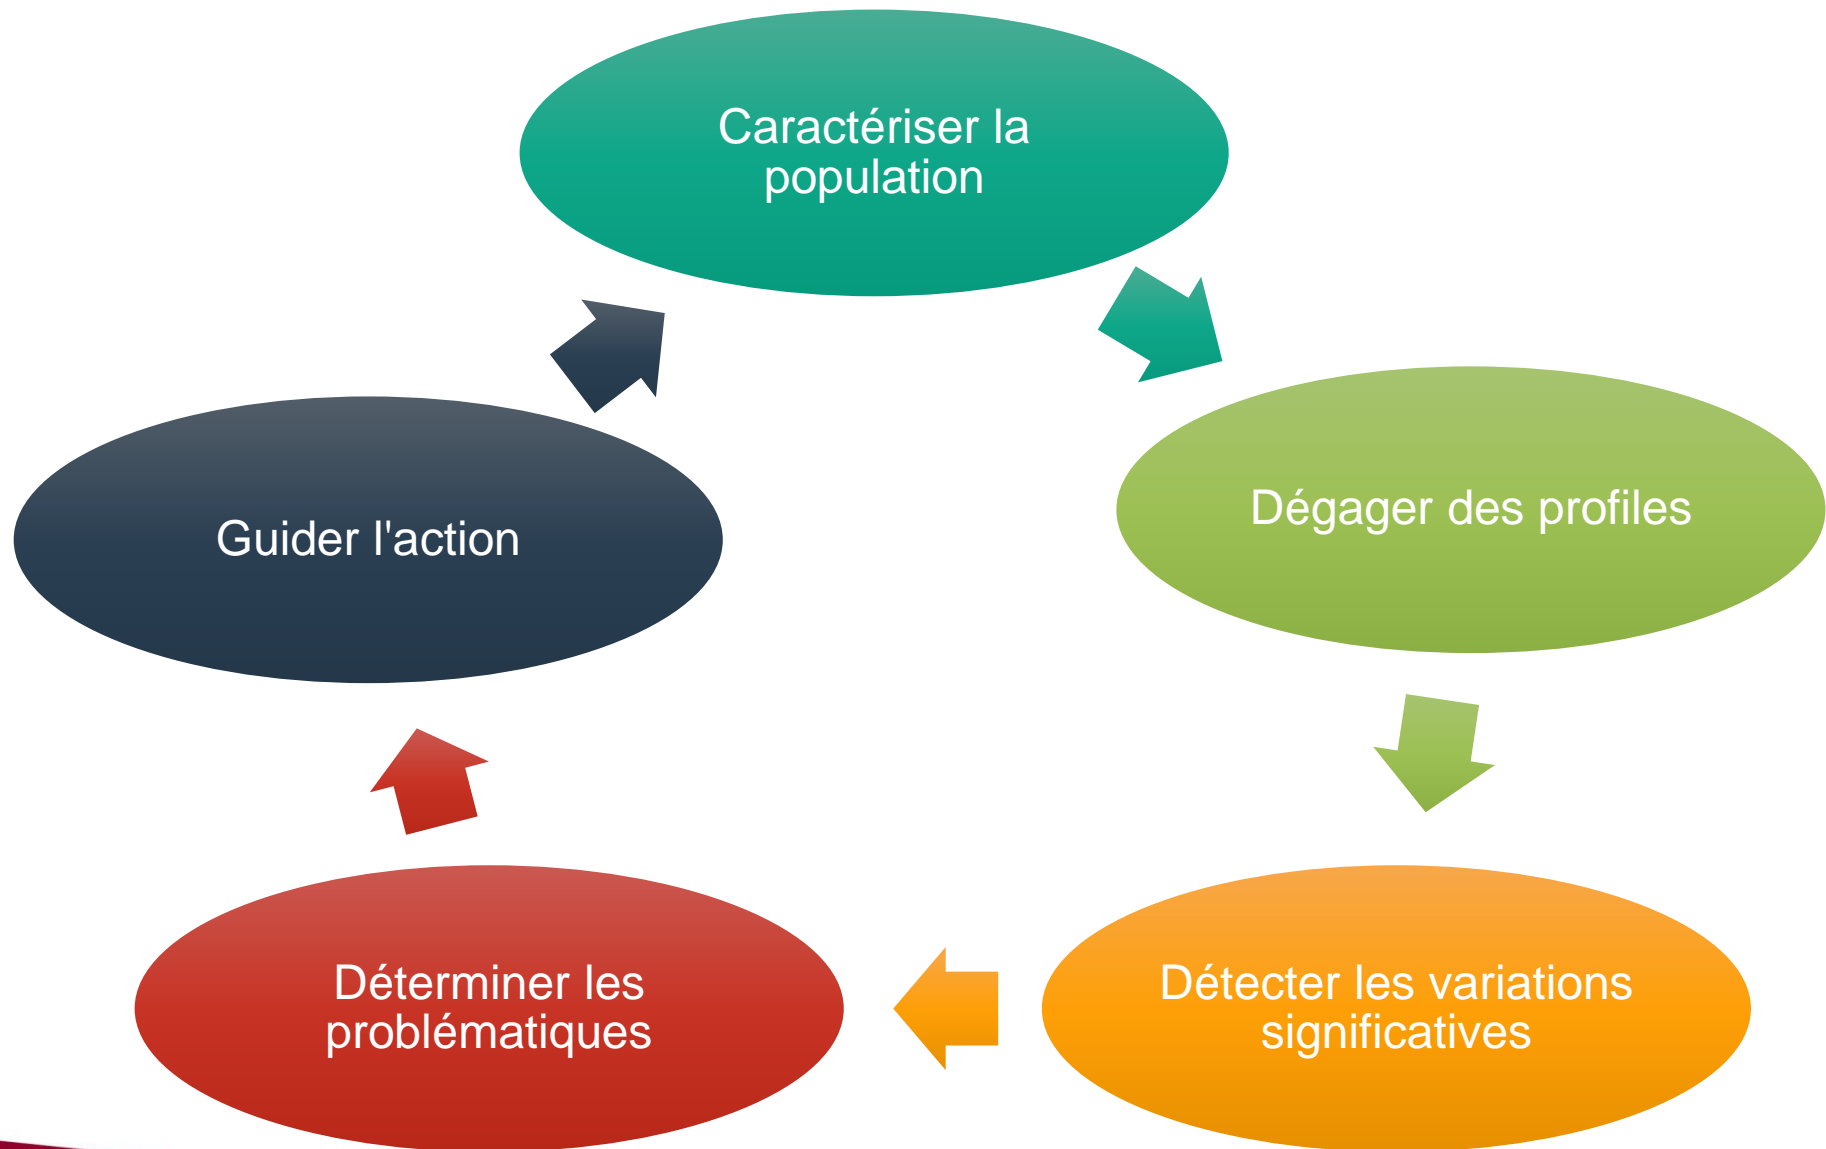 Caractériser la
population
Dégager des profiles
Détecter les variations
significatives
Déterminer les
problématiques
Guider l'action